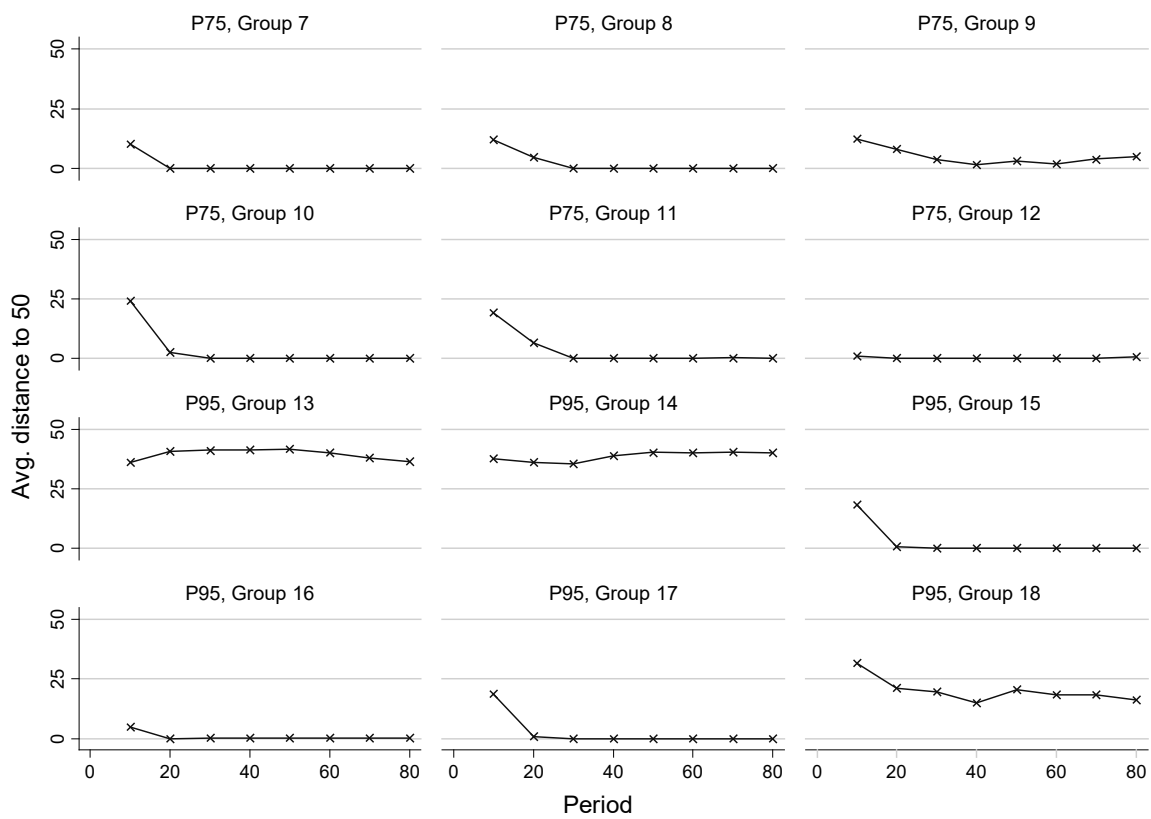 P75, Group 7
P75, Group 8
P75, Group 9
50
25
0
P75, Group 10
P75, Group 11
P75, Group 12
50
25
0
P95, Group 13
P95, Group 14
P95, Group 15
50
25
0
P95, Group 16
P95, Group 17
P95, Group 18
50
25
0
0 20 40 60 80
0 20 40 60 80
0 20 40 60 80
Avg. distance to 50
Period